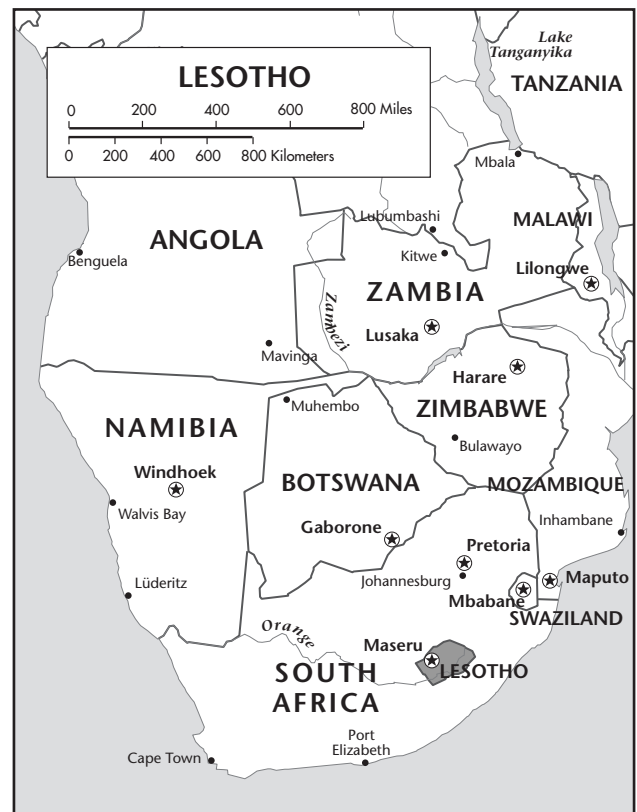 LESOTHO
0 200 400 600 800 Miles
0 200 400 600 800 Kilometers
Lake
Tanganyika
TANZANIA
Mbala
Lubumbashi
MALAWI
ANGOLA
Benguela
Kitwe
Lilongwe
ZAMBIA
Zambezi
Lusaka
Mavinga
Harare
Muhembo
ZIMBABWE
NAMIBIA
Bulawayo
Windhoek
BOTSWANA
MOZAMBIQUE
Walvis Bay
Gaborone
Inhambane
Pretoria
Johannesburg
Maputo
Lüderitz
Mbabane
SWAZILAND
Orange
Maseru
LESOTHO
SOUTH
AFRICA
Port
Elizabeth
Cape Town